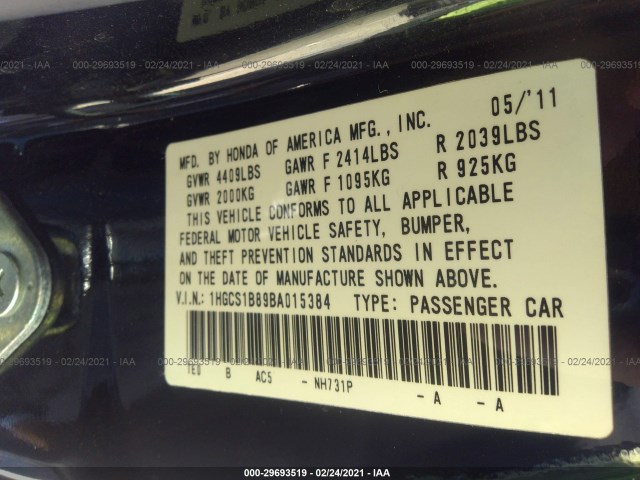 000-29693519 - 02/24/2021 - IAA
MFD. BY HONDA OF AMERICA MFG., INC. 05/'11
GVWR 4409LBS GAWR F 2414LBS R 2039LBS
GVWR 2000KG GAWR F 1095KG R 925KG
THIS VEHICLE CONFORMS TO ALL APPLICABLE
FEDERAL MOTOR VEHICLE SAFETY, BUMPER,
AND THEFT PREVENTION STANDARDS IN EFFECT
ON THE DATE OF MANUFACTURE SHOWN ABOVE.
V.I.N.: 1HGCS1B89BA015384 TYPE: PASSENGER CAR
TE0 B AC5 - NH731P - A - A
000-29693519 - 02/24/2021 - IAA